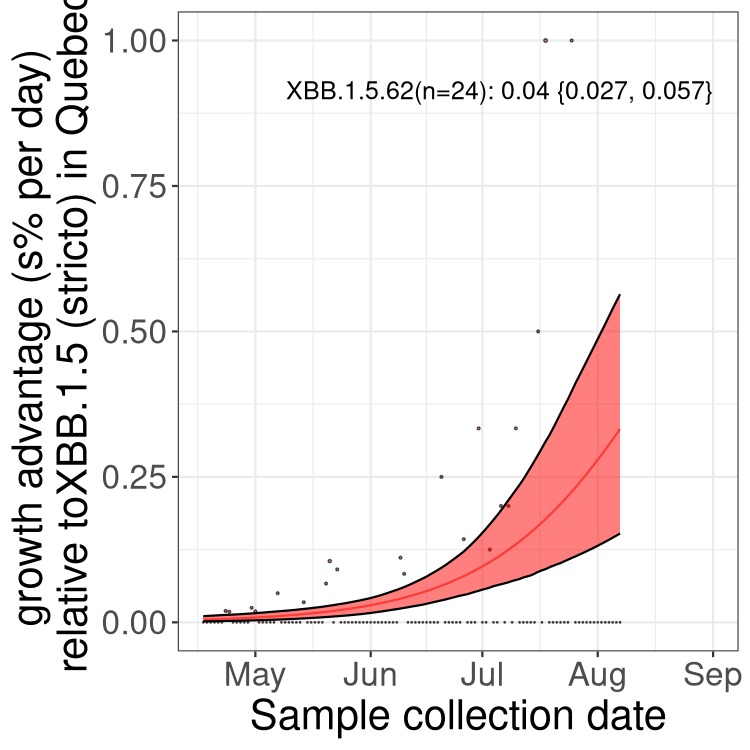 growth advantage (s% per day)
relative toXBB.1.5 (stricto) in Quebec
1.00
0.75
0.50
0.25
0.00
XBB.1.5.62(n=24): 0.04 {0.027, 0.057}
May Jun Jul Aug Sep
Sample collection date